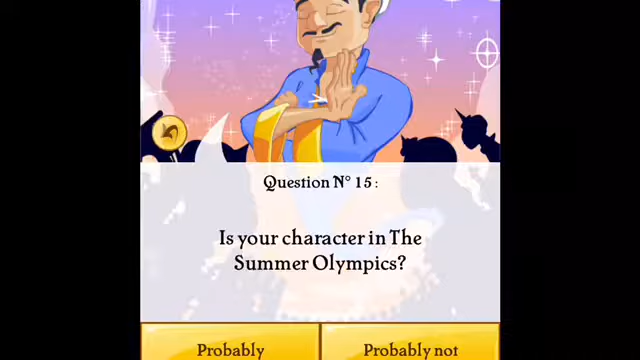 Question N° 15 :
Is your character in The
Summer Olympics?
Probably
Probably not